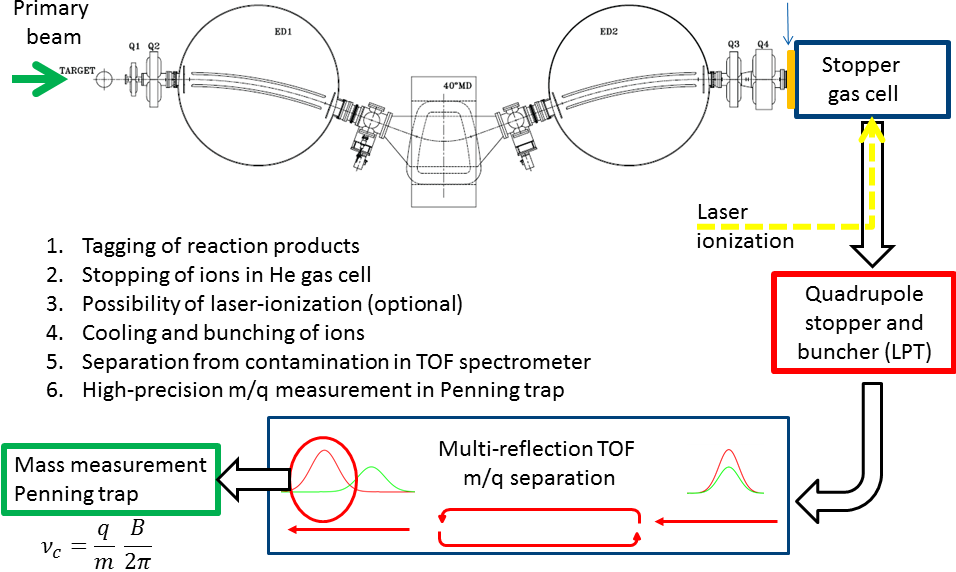 Primary
beam
TARGET
Q1 Q2
ED1
40°MD
ED2
Q3 Q4
Stopper
gas cell
Laser
ionization
1. Tagging of reaction products
2. Stopping of ions in He gas cell
3. Possibility of laser-ionization (optional)
4. Cooling and bunching of ions
5. Separation from contamination in TOF spectrometer
6. High-precision m/q measurement in Penning trap
Quadrupole
stopper and
buncher (LPT)
Multi-reflection TOF
m/q separation
Mass measurement
Penning trap
ν_c = q/m B/2π